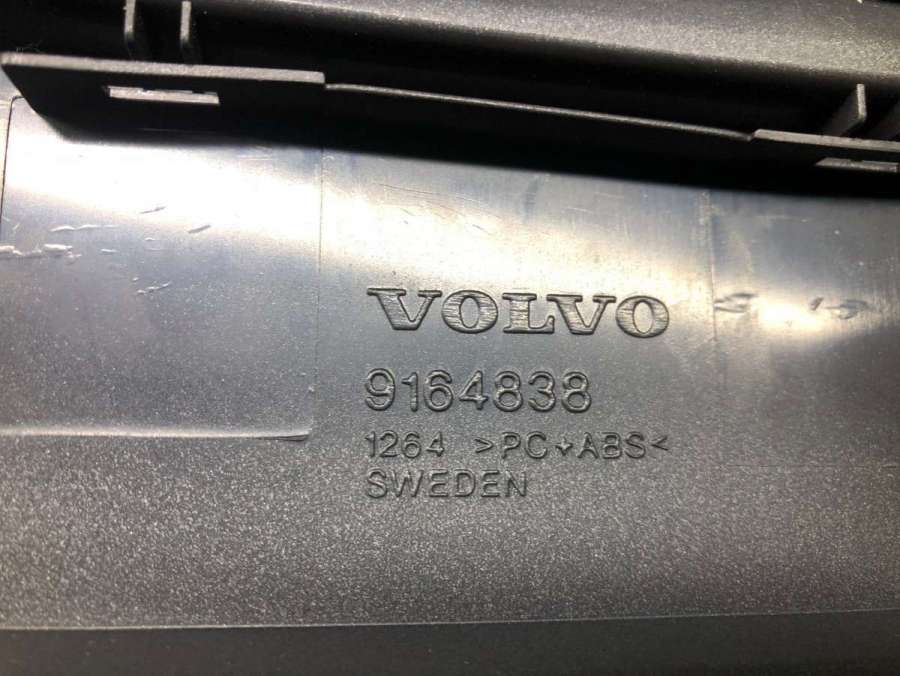 VOLVO
9164838
1264 >PC+ABS<
SWEDEN